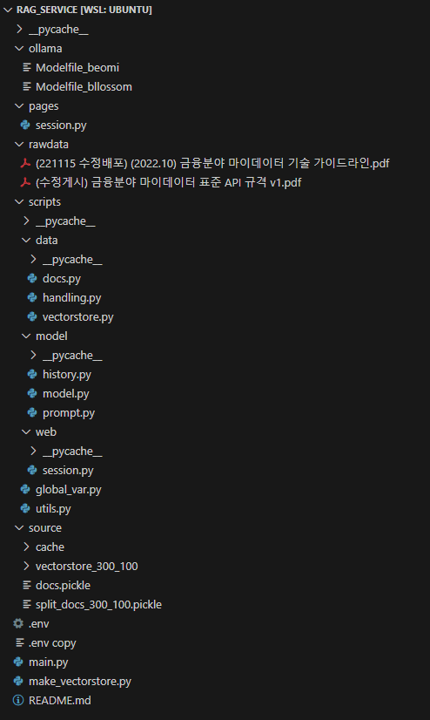 RAG_SERVICE [WSL: UBUNTU]
__pycache__
ollama
Modelfile_beomi
Modelfile_bllossom
pages
session.py
rawdata
(221115 수정배포) (2022.10) 금융분야 마이데이터 기술 가이드라인.pdf
(수정게시) 금융분야 마이데이터 표준 API 규격 v1.pdf
scripts
__pycache__
data
__pycache__
docs.py
handling.py
vectorstore.py
model
__pycache__
history.py
model.py
prompt.py
web
__pycache__
session.py
global_var.py
utils.py
source
cache
vectorstore_300_100
docs.pickle
split_docs_300_100.pickle
.env
.env copy
main.py
make_vectorstore.py
README.md